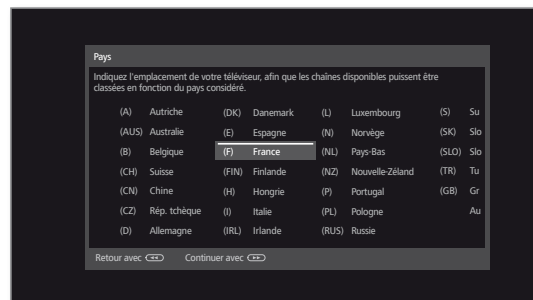 Pays
Indiquez l'emplacement de votre téléviseur, afin que les chaînes disponibles puissent être
classées en fonction du pays considéré.
(A) Autriche (DK) Danemark (L) Luxembourg (S) Su
(AUS) Australie (E) Espagne (N) Norvège (SK) Slo
(B) Belgique (F) France (NL) Pays-Bas (SLO) Slo
(CH) Suisse (FIN) Finlande (NZ) Nouvelle-Zéland (TR) Tu
(CN) Chine (H) Hongrie (P) Portugal (GB) Gr
(CZ) Rép. tchèque (I) Italie (PL) Pologne Au
(D) Allemagne (IRL) Irlande (RUS) Russie
Retour avec Continuer avec